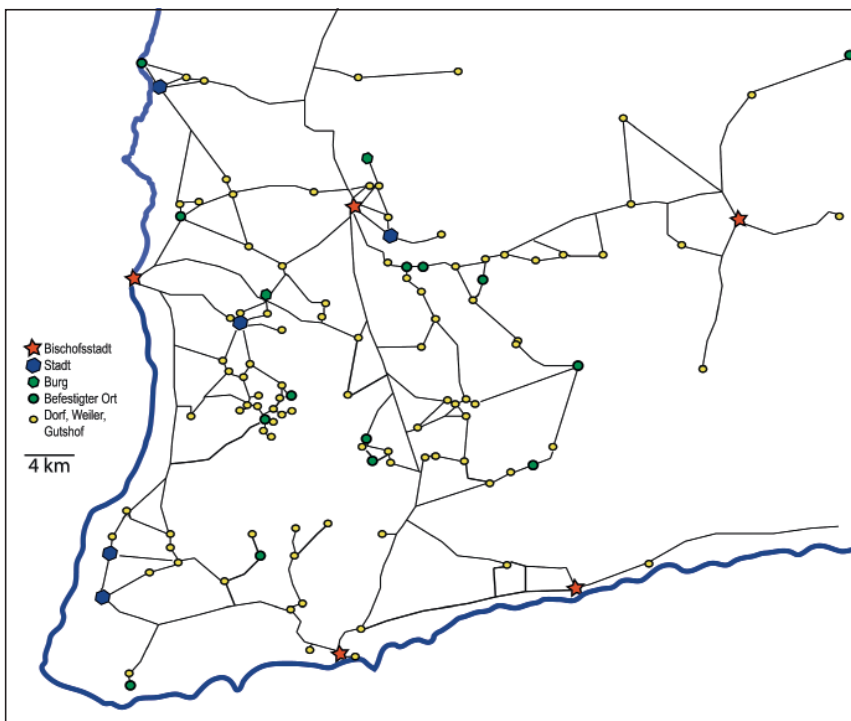 Bischofsstadt
Stadt
Burg
Befestigter Ort
Dorf, Weiler,
Gutshof
4 km